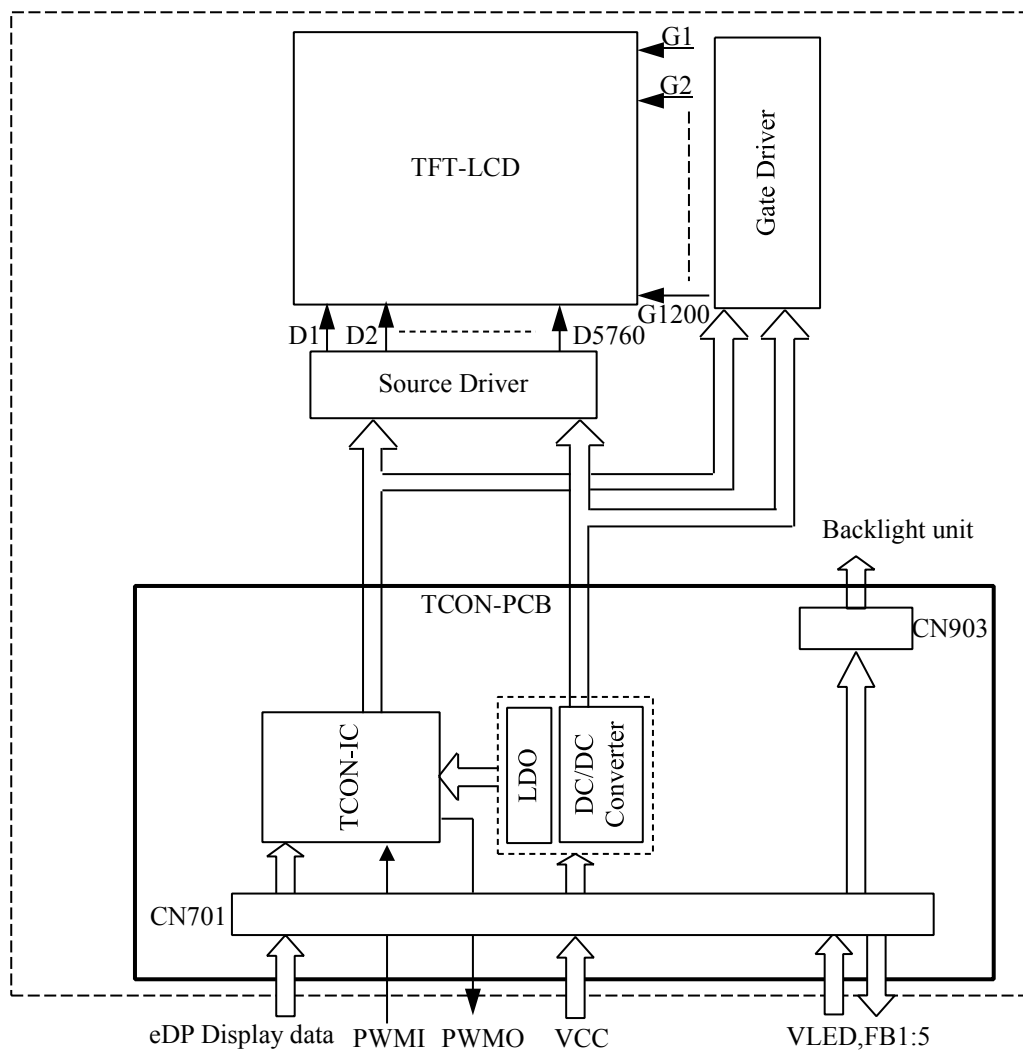 G1
G2
TFT-LCD
Gate Driver
G1200
D1
D2
D5760
Source Driver
Backlight unit
TCON-PCB
CN903
TCON-IC
LDO
DC/DC
Converter
CN701
eDP Display data
PWMI
PWMO
VCC
VLED,FB1:5